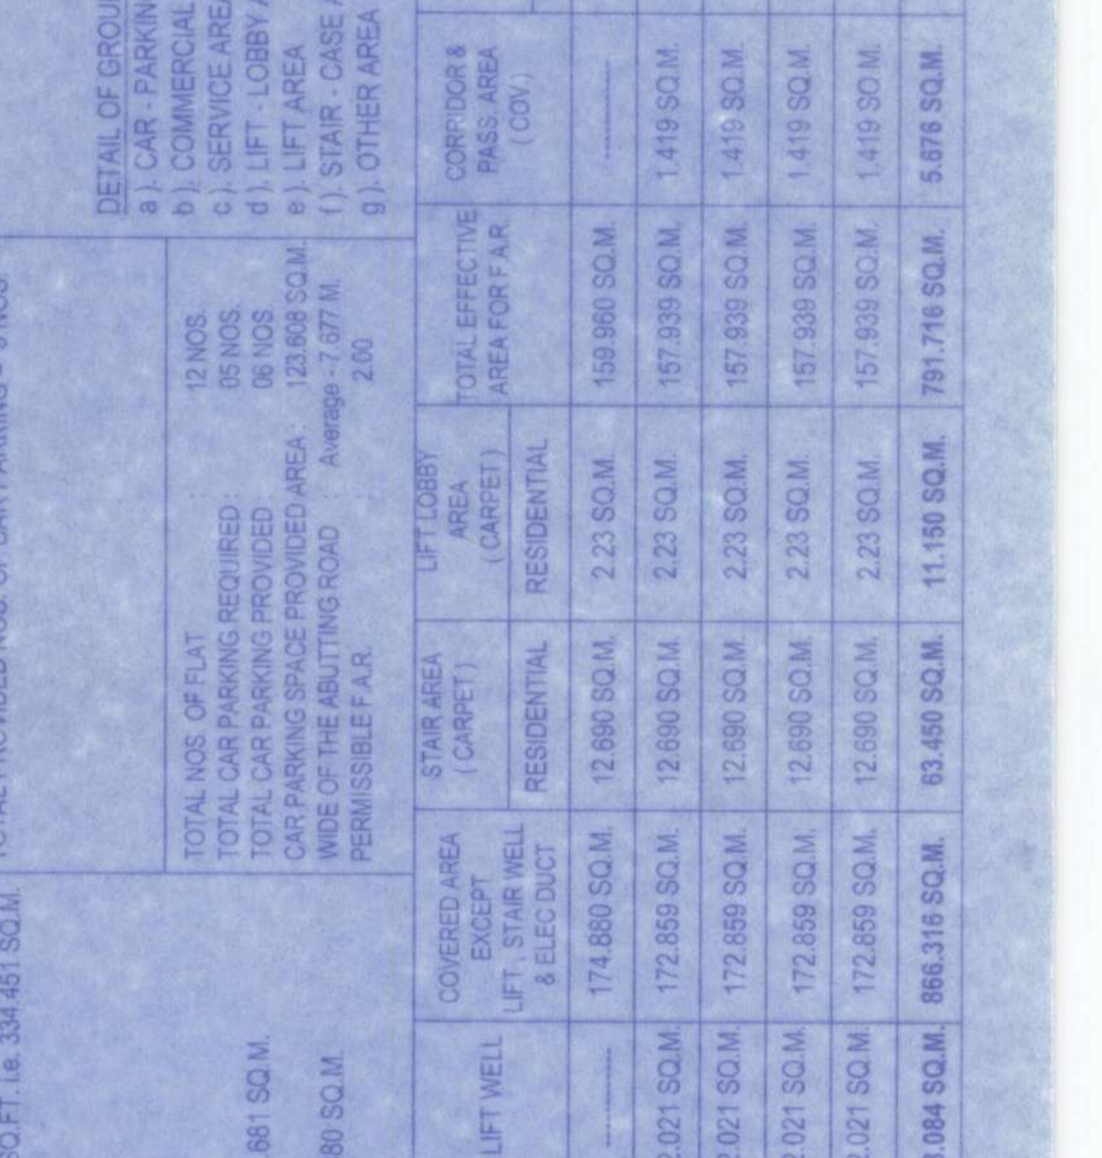 SQ.FT. i.e. 334.451 SQ.M.
.681 SQ.M.
80 SQ.M.
TOTAL NOS OF FLAT : 12 NOS.
TOTAL CAR PARKING REQUIRED : 05 NOS.
TOTAL CAR PARKING PROVIDED : 06 NOS
CAR PARKING SPACE PROVIDED AREA : 123.608 SQ.M.
WIDE OF THE ABUTTING ROAD : Average - 7.677 M.
PERMISSIBLE F.A.R. : 2.00
DETAIL OF GROU
a ). CAR - PARKIN
b ). COMMERCIAL
c ). SERVICE AREA
d ). LIFT - LOBBY A
e ). LIFT AREA
f ). STAIR - CASE A
g ). OTHER AREA
LIFT WELL
COVERED AREA
EXCEPT
LIFT , STAIR WELL
& ELEC DUCT
STAIR AREA
( CARPET )
RESIDENTIAL
LIFT LOBBY
AREA
( CARPET )
RESIDENTIAL
TOTAL EFFECTIVE
AREA FOR F.A.R.
CORRIDOR &
PASS. AREA
( COV.)
------------ 174.880 SQ.M. 12.690 SQ.M. 2.23 SQ.M. 159.960 SQ.M. ------------
2.021 SQ.M. 172.859 SQ.M. 12.690 SQ.M. 2.23 SQ.M. 157.939 SQ.M. 1.419 SQ.M.
2.021 SQ.M. 172.859 SQ.M. 12.690 SQ.M. 2.23 SQ.M. 157.939 SQ.M. 1.419 SQ.M.
2.021 SQ.M. 172.859 SQ.M. 12.690 SQ.M. 2.23 SQ.M. 157.939 SQ.M. 1.419 SQ.M.
2.021 SQ.M. 172.859 SQ.M. 12.690 SQ.M. 2.23 SQ.M. 157.939 SQ.M. 1.419 SQ.M.
8.084 SQ.M. 866.316 SQ.M. 63.450 SQ.M. 11.150 SQ.M. 791.716 SQ.M. 5.676 SQ.M.